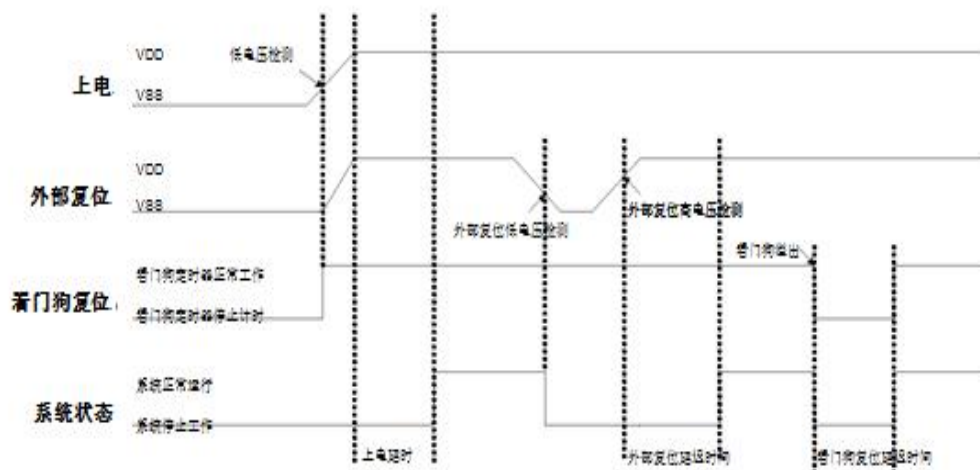 VDD
低电压检测
上电
VSS
VDD
外部复位
VSS
外部复位低电压检测
外部复位高电压检测
看门狗溢出
看门狗定时器正常工作
看门狗复位
看门狗定时器停止计时
系统正常运行
系统状态
系统停止工作
上电延时
外部复位延迟时间
看门狗复位延迟时间